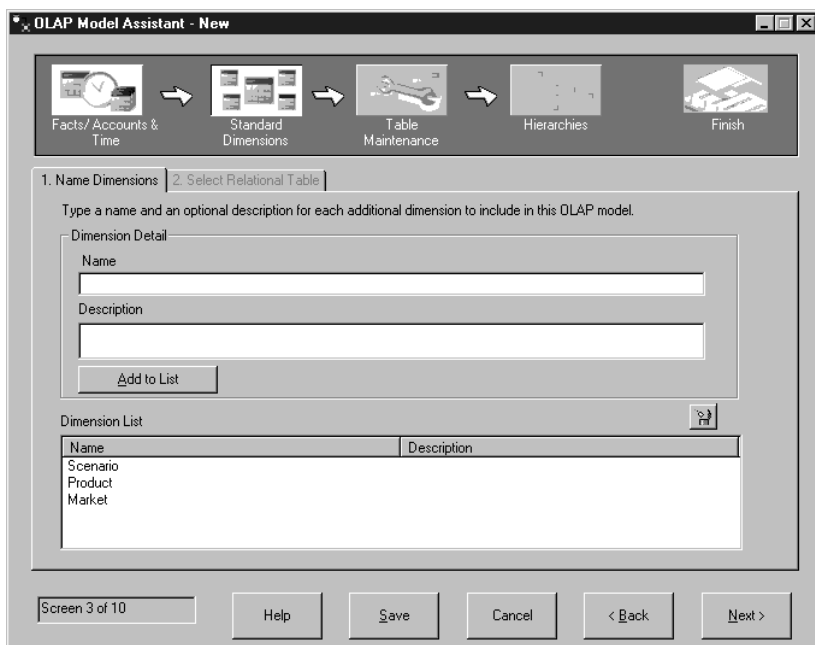 OLAP Model Assistant - New
Facts/ Accounts &
Time
Standard
Dimensions
Table
Maintenance
Hierarchies
Finish
1. Name Dimensions
2. Select Relational Table
Type a name and an optional description for each additional dimension to include in this OLAP model.
Dimension Detail
Name
Description
Add to List
Dimension List
Name Description
Scenario
Product
Market
Screen 3 of 10
Help
Save
Cancel
< Back
Next >